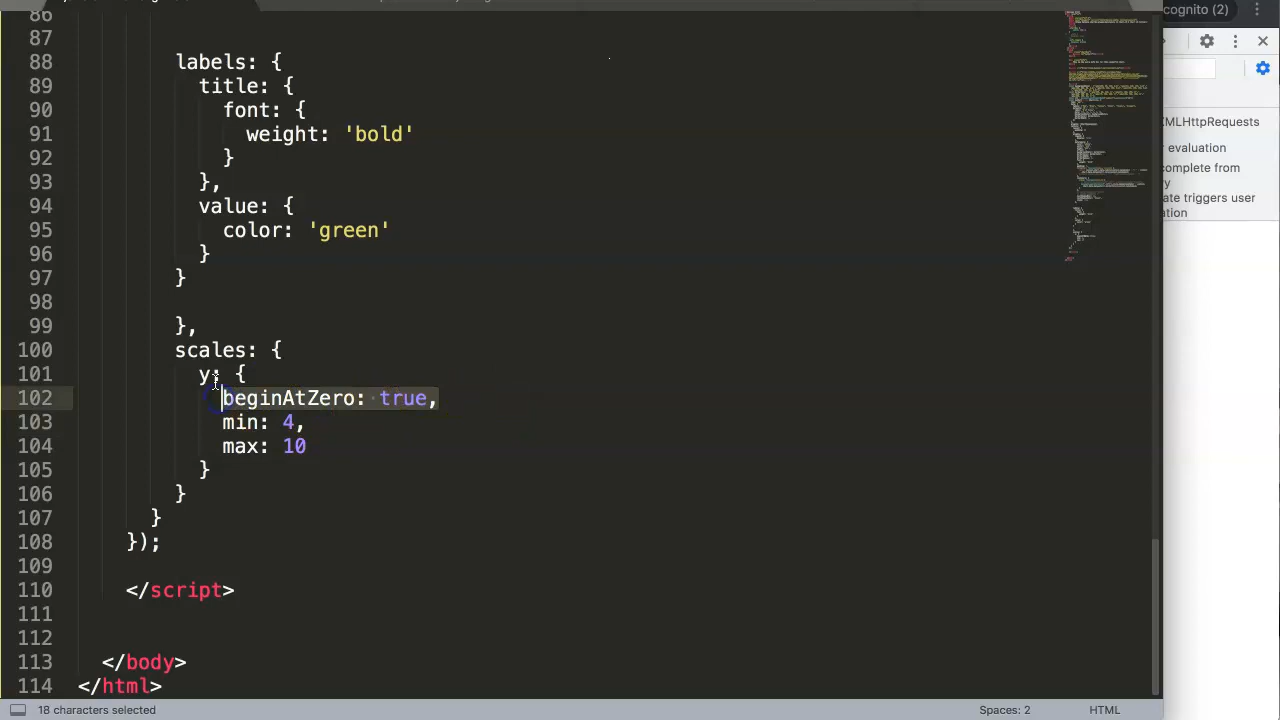 cognito (2)
86
87
88 labels: {
89 title: {
90 font: {
91 weight: 'bold'
92 }
93 },
94 value: {
95 color: 'green'
96 }
97 }
98
99 },
100 scales: {
101 y: {
102 beginAtZero: true,
103 min: 4,
104 max: 10
105 }
106 }
107 }
108 });
109
110 </script>
111
112
113 </body>
114 </html>
MLHttpRequests
r evaluation
complete from
ry
ate triggers user
ation
18 characters selected
Spaces: 2
HTML